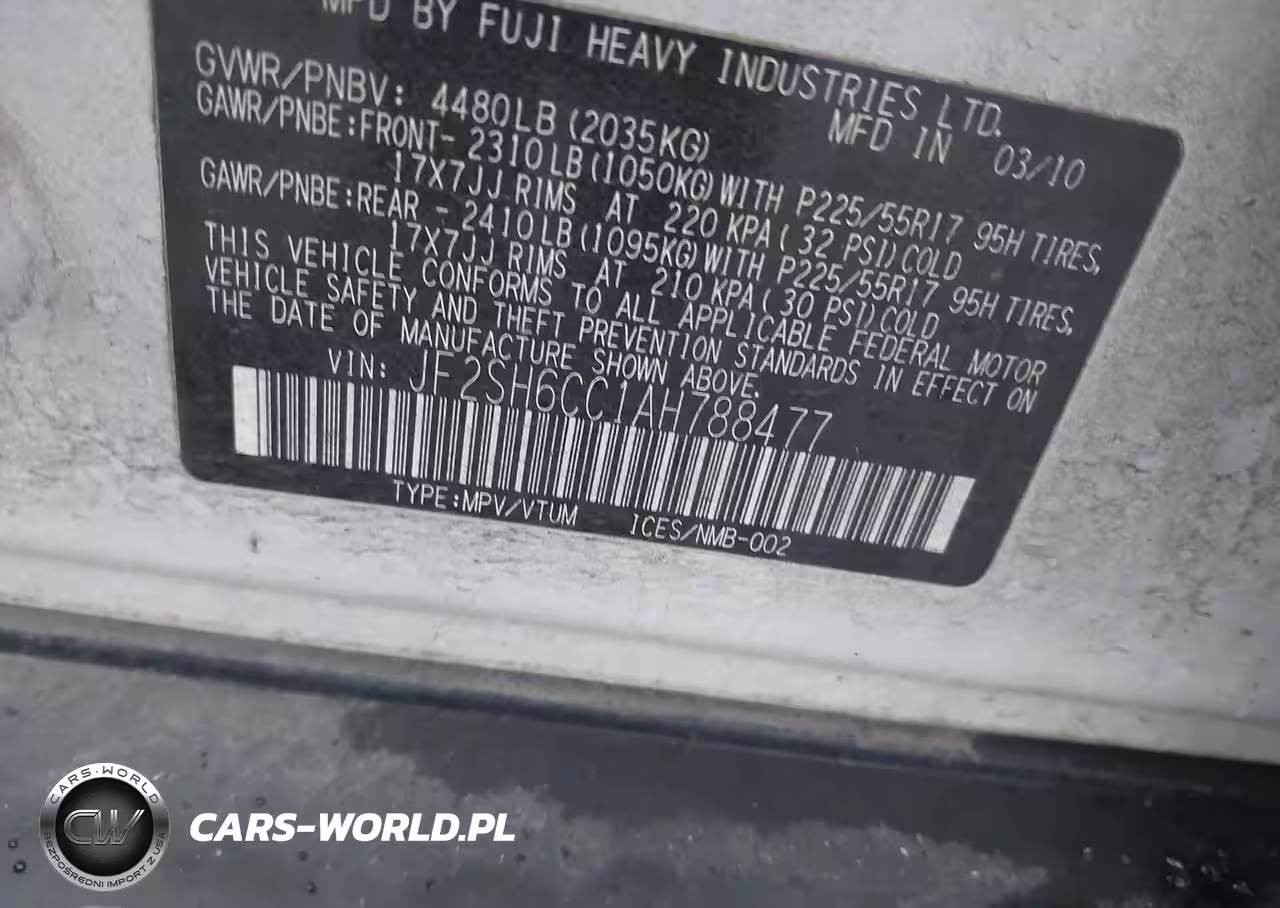 MFD BY FUJI HEAVY INDUSTRIES LTD.
GVWR/PNBV: 4480LB (2035KG) MFD IN 03/10
GAWR/PNBE:FRONT- 2310LB(1050KG)WITH P225/55R17 95H TIRES,
17X7JJ RIMS AT 220 KPA( 32 PSI)COLD
GAWR/PNBE:REAR - 2410LB(1095KG)WITH P225/55R17 95H TIRES,
17X7JJ RIMS AT 210 KPA( 30 PSI)COLD
THIS VEHICLE CONFORMS TO ALL APPLICABLE FEDERAL MOTOR
VEHICLE SAFETY AND THEFT PREVENTION STANDARDS IN EFFECT ON
THE DATE OF MANUFACTURE SHOWN ABOVE.
VIN: JF2SH6CC1AH788477
TYPE:MPV/VTUM ICES/NMB-002
CARS-WORLD
CW
BEZPOŚREDNI IMPORT Z USA
CARS-WORLD.PL